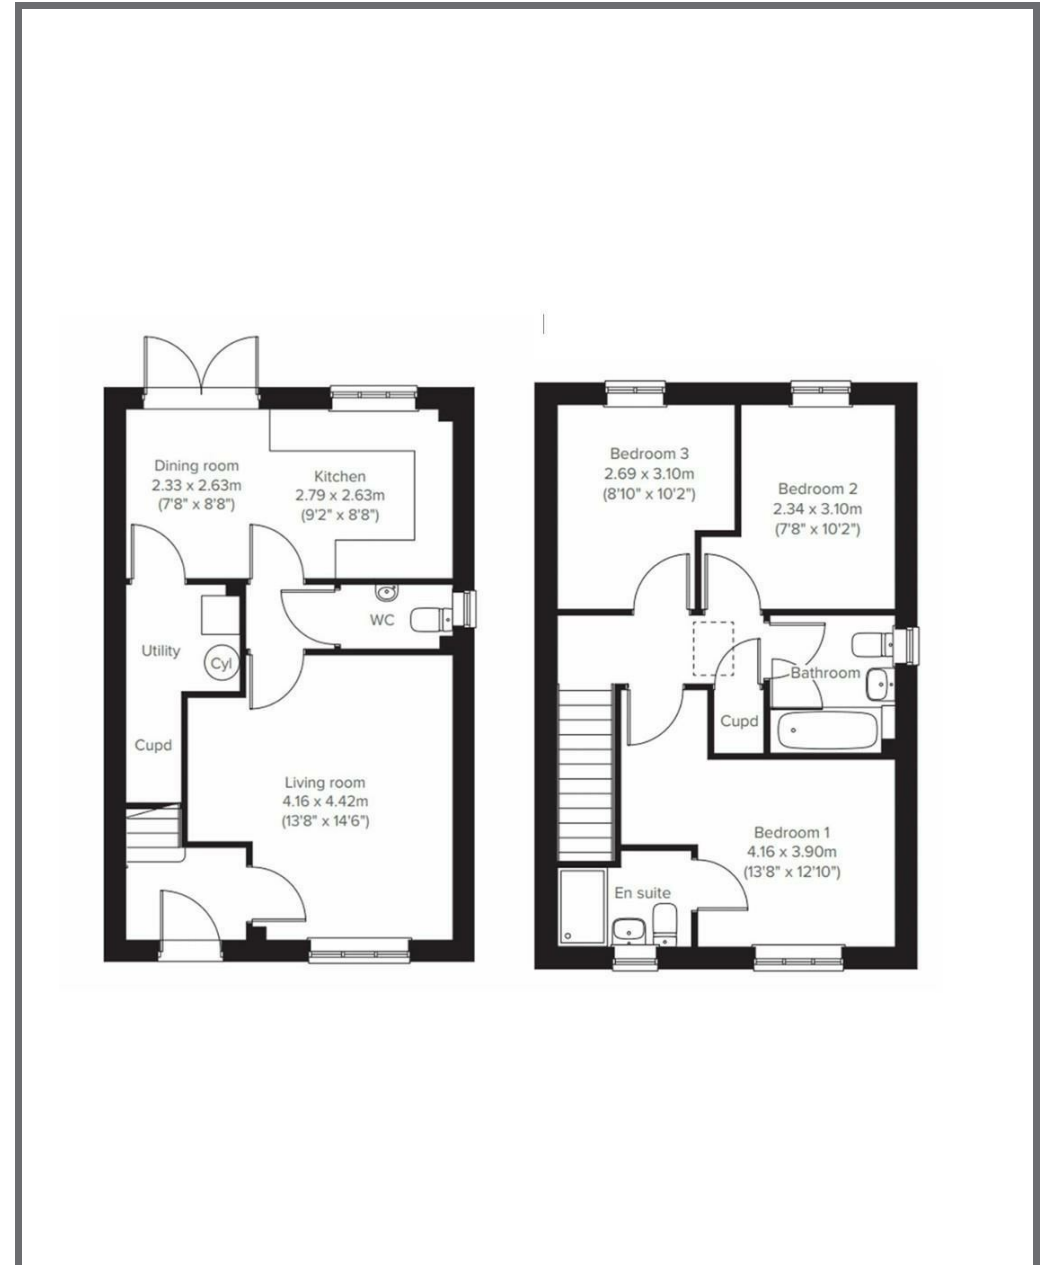 Dining room
2.33 x 2.63m
(7'8" x 8'8")
Kitchen
2.79 x 2.63m
(9'2" x 8'8")
WC
Utility
Cyl
Cupd
Living room
4.16 x 4.42m
(13'8" x 14'6")
Bedroom 3
2.69 x 3.10m
(8'10" x 10'2")
Bedroom 2
2.34 x 3.10m
(7'8" x 10'2")
Bathroom
Cupd
Bedroom 1
4.16 x 3.90m
(13'8" x 12'10")
En suite